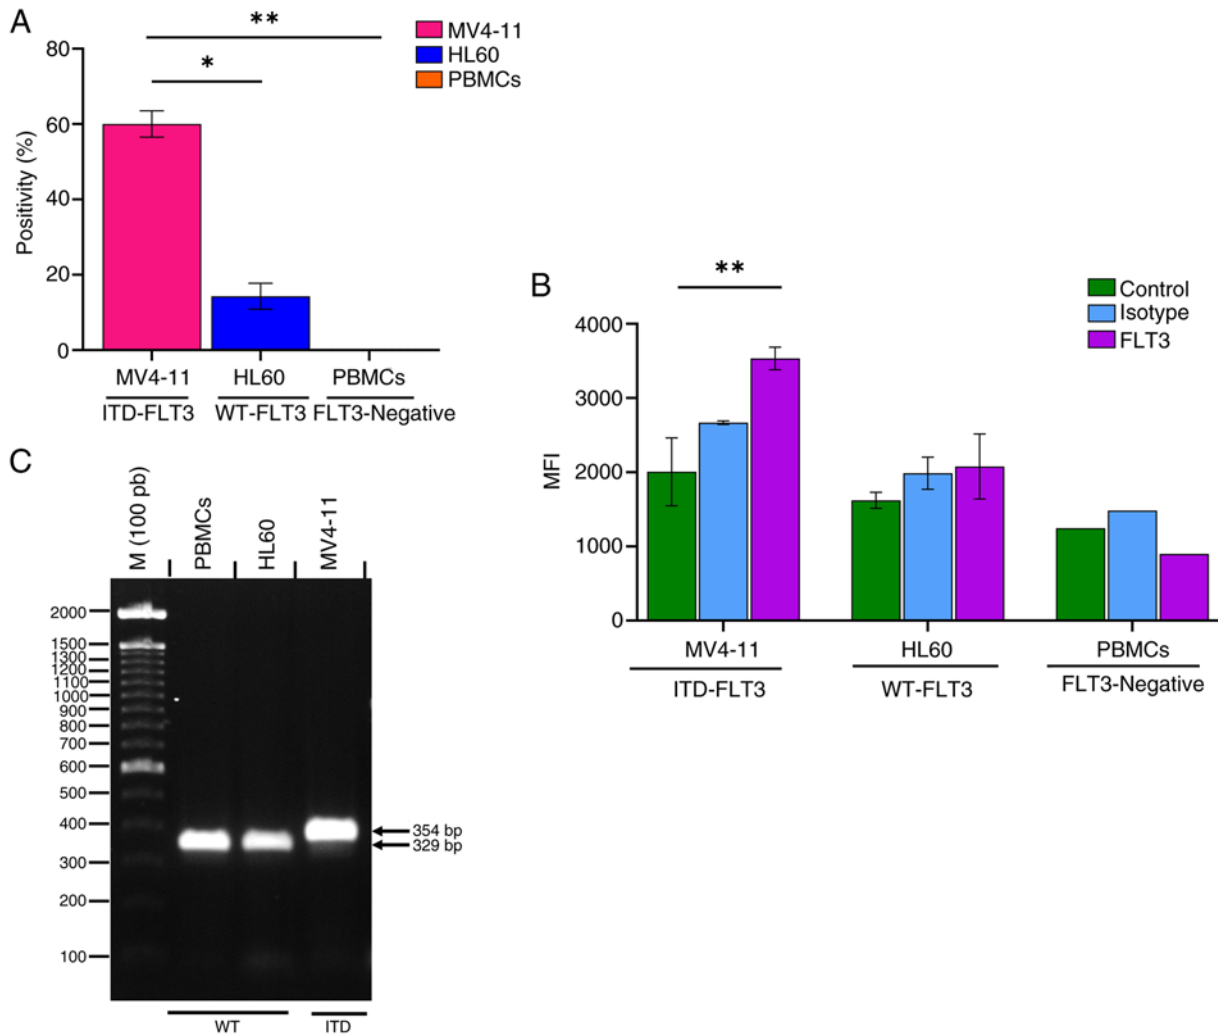 A
**
*
MV4-11
HL60
PBMCs
Positivity (%)
80
60
40
20
0
MV4-11 HL60 PBMCs
ITD-FLT3 WT-FLT3 FLT3-Negative
B
**
Control
Isotype
FLT3
MFI
4000
3000
2000
1000
0
MV4-11 HL60 PBMCs
ITD-FLT3 WT-FLT3 FLT3-Negative
C
M (100 pb) PBMCs HL60 MV4-11
2000
1500
1300
1200
1100
1000
900
800
700
600
500
400
300
200
100
354 bp
329 bp
WT ITD